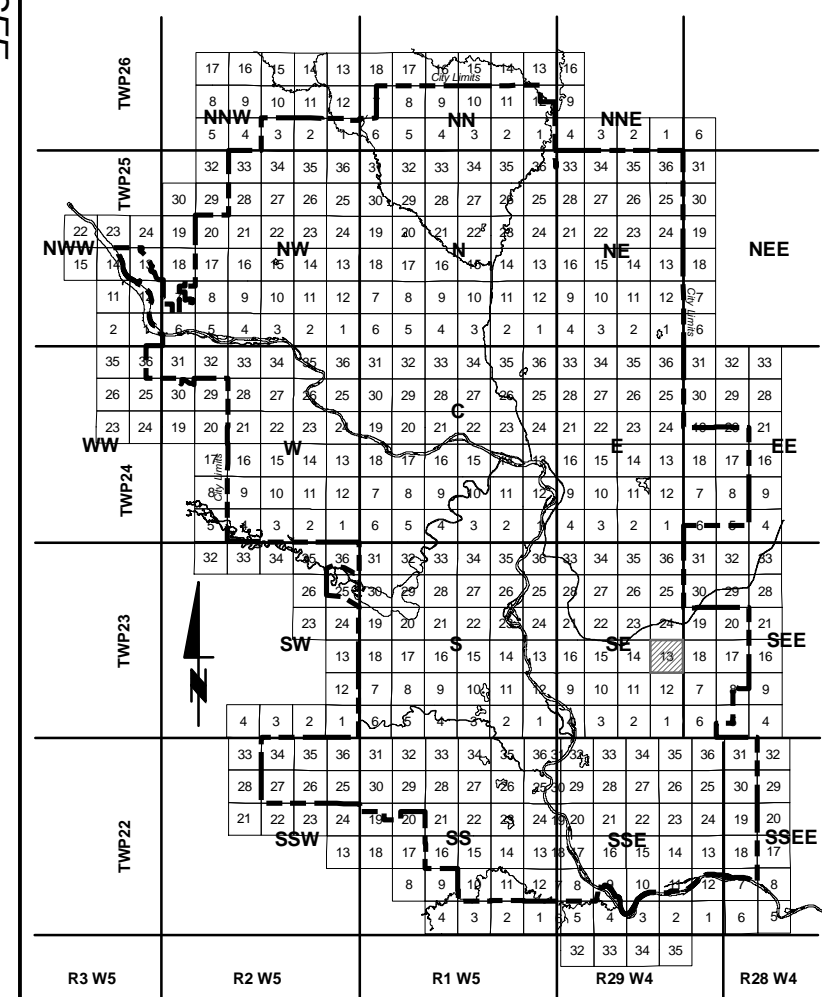 17 16 15 14 13 18 17 16 15 14 13 16
City Limits
TWP26
8 9 10 11 12 8 9 10 11 12 9
NNW NN NNE
5 4 3 2 1 6 5 4 3 2 1 4 3 2 1 6
32 33 34 35 36 31 32 33 34 35 36 33 34 35 36 31
TWP25
30 29 28 27 26 25 30 29 28 27 26 25 28 27 26 25 30
22 23 24 19 20 21 22 23 24 19 20 21 22 23 24 21 22 23 24 19
NWW NW N NE NEE
15 14 13 18 17 16 15 14 13 18 17 16 15 14 13 16 15 14 13 18
11 8 9 10 11 12 7 8 9 10 11 12 9 10 11 12 7
City Limits
2 1 6 5 4 3 2 1 6 5 4 3 2 1 4 3 2 1 6
35 36 31 32 33 34 35 36 31 32 33 34 35 36 33 34 35 36 31 32 33
26 25 30 29 28 27 26 25 30 29 28 27 26 25 28 27 26 25 30 29 28
C
23 24 19 20 21 22 23 24 19 20 21 22 23 24 21 22 23 24 19 20 21
WW W E EE
17 16 15 14 13 18 17 16 15 14 13 16 15 14 13 18 17 16
City Limits
TWP24
8 9 10 11 12 7 8 9 10 11 12 9 10 11 12 7 8 9
5 4 3 2 1 6 5 4 3 2 1 4 3 2 1 6 5 4
32 33 34 35 36 31 32 33 34 35 36 33 34 35 36 31 32 33
26 25 30 29 28 27 26 25 28 27 26 25 30 29 28
TWP23
23 24 19 20 21 22 23 24 21 22 23 24 19 20 21
SW S SE SEE
13 18 17 16 15 14 13 16 15 14 13 18 17 16
N
12 7 8 9 10 11 12 9 10 11 12 7 8 9
4 3 2 1 6 5 4 3 2 1 4 3 2 1 6 4
33 34 35 36 31 32 33 34 35 36 31 32 33 34 35 36 31 32
28 27 26 25 30 29 28 27 26 25 30 29 28 27 26 25 30 29
21 22 23 24 19 20 21 22 23 24 19 20 21 22 23 24 19 20
SSW SS SSE SSEE
TWP22
13 18 17 16 15 14 13 18 17 16 15 14 13 18 17
8 9 10 11 12 7 8 9 10 11 12 7 8
4 3 2 1 6 5 4 3 2 1 6 5
32 33 34 35
R3 W5 R2 W5 R1 W5 R29 W4 R28 W4